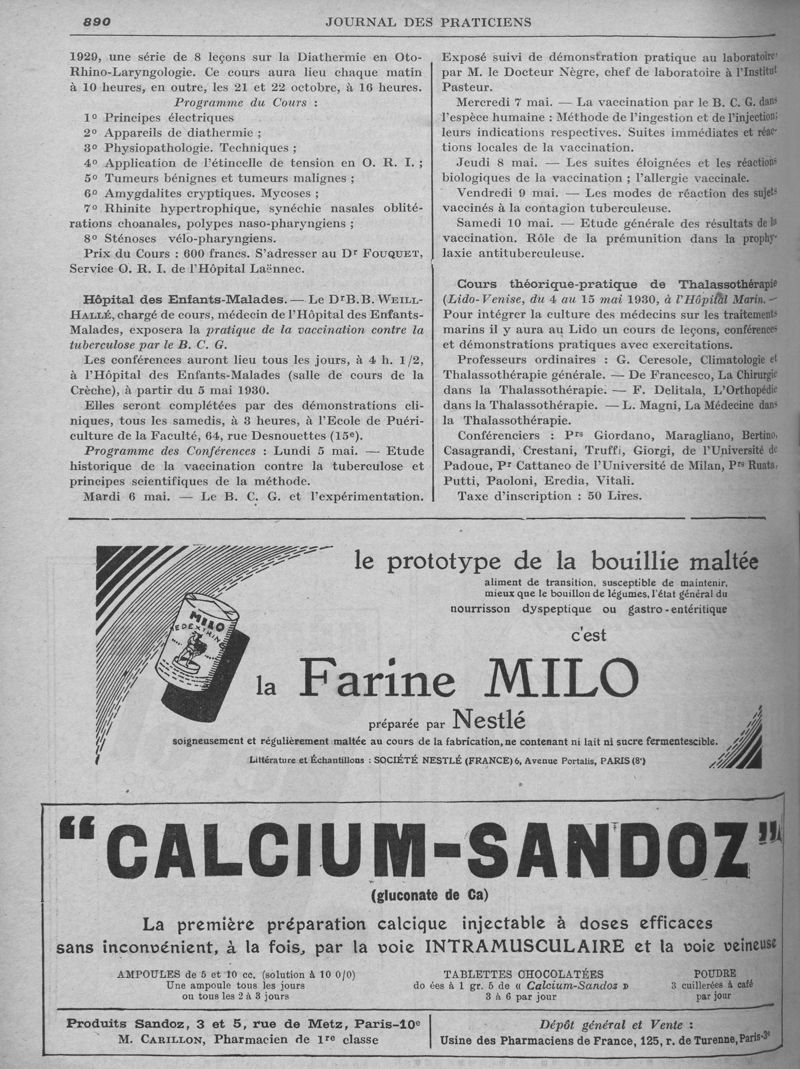 890
JOURNAL DES PRATICIENS
1929, une série de 8 leçons sur la Diathermie en Oto-
Rhino-Laryngologie. Ce cours aura lieu chaque matin
à 10 heures, en outre, les 21 et 22 octobre, à 16 heures.
Programme du Cours :
1º Principes électriques
2º Appareils de diathermie ;
3º Physiopathologie. Techniques ;
4º Application de l'étincelle de tension en O. R. I. ;
5º Tumeurs bénignes et tumeurs malignes ;
6º Amygdalites cryptiques. Mycoses ;
7º Rhinite hypertrophique, synéchie nasales oblité-
rations choanales, polypes naso-pharyngiens ;
8º Sténoses vélo-pharyngiens.
Prix du Cours : 600 francs. S'adresser au Dr FOUQUET,
Service O. R. I. de l'Hôpital Laënnec.
Hôpital des Enfants-Malades. — Le Dr B.B. WEILL-
HALLÉ, chargé de cours, médecin de l'Hôpital des Enfants-
Malades, exposera la pratique de la vaccination contre la
tuberculose par le B. C. G.
Les conférences auront lieu tous les jours, à 4 h. 1/2,
à l'Hôpital des Enfants-Malades (salle de cours de la
Crèche), à partir du 5 mai 1930.
Elles seront complétées par des démonstrations cli-
niques, tous les samedis, à 3 heures, à l'Ecole de Puéri-
culture de la Faculté, 64, rue Desnouettes (15e).
Programme des Conférences : Lundi 5 mai. — Etude
historique de la vaccination contre la tuberculose et
principes scientifiques de la méthode.
Mardi 6 mai. — Le B. C. G. et l'expérimentation.
Exposé suivi de démonstration pratique au laboratoire
par M. le Docteur Nègre, chef de laboratoire à l'Institut
Pasteur.
Mercredi 7 mai. — La vaccination par le B. C. G. dans
l'espèce humaine : Méthode de l'ingestion et de l'injection;
leurs indications respectives. Suites immédiates et réac-
tions locales de la vaccination.
Jeudi 8 mai. — Les suites éloignées et les réactions
biologiques de la vaccination ; l'allergie vaccinale.
Vendredi 9 mai. — Les modes de réaction des sujets
vaccinés à la contagion tuberculeuse.
Samedi 10 mai. — Etude générale des résultats de la
vaccination. Rôle de la prémunition dans la prophy-
laxie antituberculeuse.
Cours théorique-pratique de Thalassothérapie
(Lido-Venise, du 4 au 15 mai 1930, à l'Hôpital Marin. —
Pour intégrer la culture des médecins sur les traitements
marins il y aura au Lido un cours de leçons, conférences
et démonstrations pratiques avec exercitations.
Professeurs ordinaires : G. Ceresole, Climatologie et
Thalassothérapie générale. — De Francesco, La Chirurgie
dans la Thalassothérapie. — F. Delitala, L'Orthopédie
dans la Thalassothérapie. — L. Magni, La Médecine dans
la Thalassothérapie.
Conférenciers : Prs Giordano, Maragliano, Bertino,
Casagrandi, Crestani, Truffi, Giorgi, de l'Université de
Padoue, Pr Cattaneo de l'Université de Milan, Prs Runta,
Putti, Paoloni, Eredia, Vitali.
Taxe d'inscription : 50 Lires.
le prototype de la bouillie maltée
aliment de transition, susceptible de maintenir,
mieux que le bouillon de légumes, l'état général du
nourrisson dyspeptique ou gastro-entéritique
c'est
MILO
la Farine MILO
préparée par Nestlé
soigneusement et régulièrement maltée au cours de la fabrication, ne contenant ni lait ni sucre fermentescible.
Littérature et Échantillons : SOCIÉTÉ NESTLÉ (FRANCE) 6, Avenue Portalis, PARIS (8e)
"CALCIUM-SANDOZ"
(gluconate de Ca)
La première préparation calcique injectable à doses efficaces
sans inconvénient, à la fois, par la voie INTRAMUSCULAIRE et la voie veineuse
AMPOULES de 5 et 10 cc. (solution à 10 0/0)
Une ampoule tous les jours
ou tous les 2 à 3 jours
TABLETTES CHOCOLATÉES
do ées à 1 gr. 5 de « Calcium-Sandoz »
3 à 6 par jour
POUDRE
3 cuillerées à café
par jour
Produits Sandoz, 3 et 5, rue de Metz, Paris-10e
M. CARILLON, Pharmacien de 1re classe
Dépôt général et Vente :
Usine des Pharmaciens de France, 125, r. de Turenne, Paris-3e